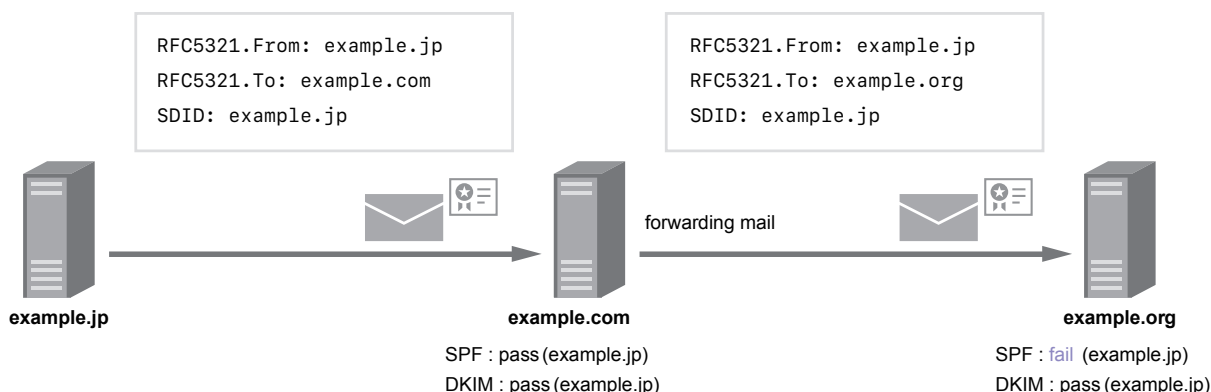 RFC5321.From: example.jp
RFC5321.To: example.com
SDID: example.jp
RFC5321.From: example.jp
RFC5321.To: example.org
SDID: example.jp
forwarding mail
example.jp
example.com
example.org
SPF : pass (example.jp)
DKIM : pass (example.jp)
SPF : fail (example.jp)
DKIM : pass (example.jp)